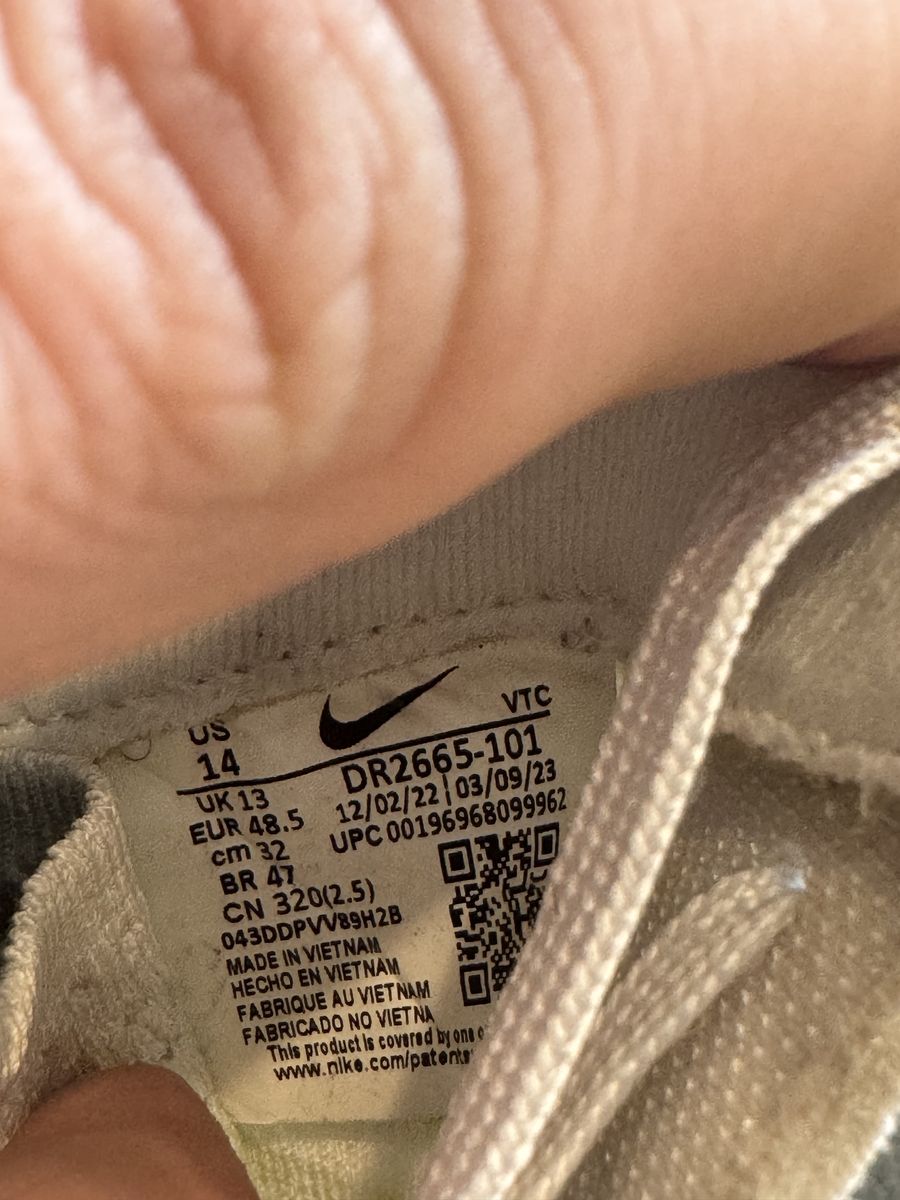 US
VTC
14
DR2665-101
UK 13
12/02/22 | 03/09/23
EUR 48.5
UPC 00196968099962
cm 32
BR 47
CN 320(2.5)
043DDPVV89H2B
MADE IN VIETNAM
HECHO EN VIETNAM
FABRIQUE AU VIETNAM
FABRICADO NO VIETNA
This product is covered by one
www.nike.com/patents